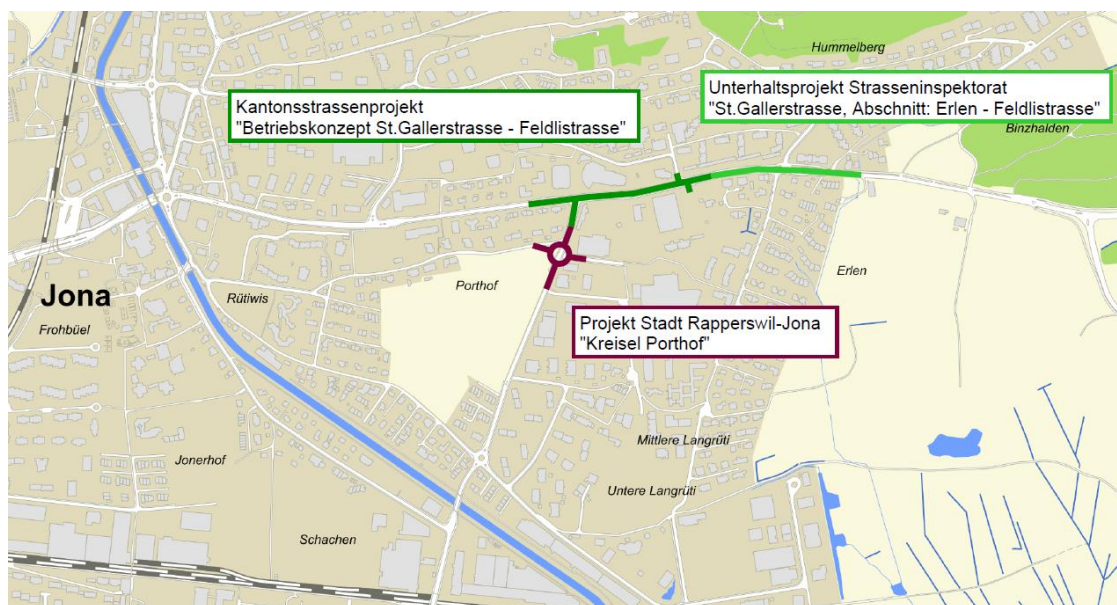 Hummelberg
Kantonsstrassenprojekt
"Betriebskonzept St.Gallerstrasse - Feldlistrasse"
Unterhaltsprojekt Strasseninspektorat
"St.Gallerstrasse, Abschnitt: Erlen - Feldlistrasse"
Binzhalden
Jona
Frohbüel
Rütiwis
Porthof
Erlen
Projekt Stadt Rapperswil-Jona
"Kreisel Porthof"
Mittlere Langrüti
Jonerhof
Untere Langrüti
Schachen